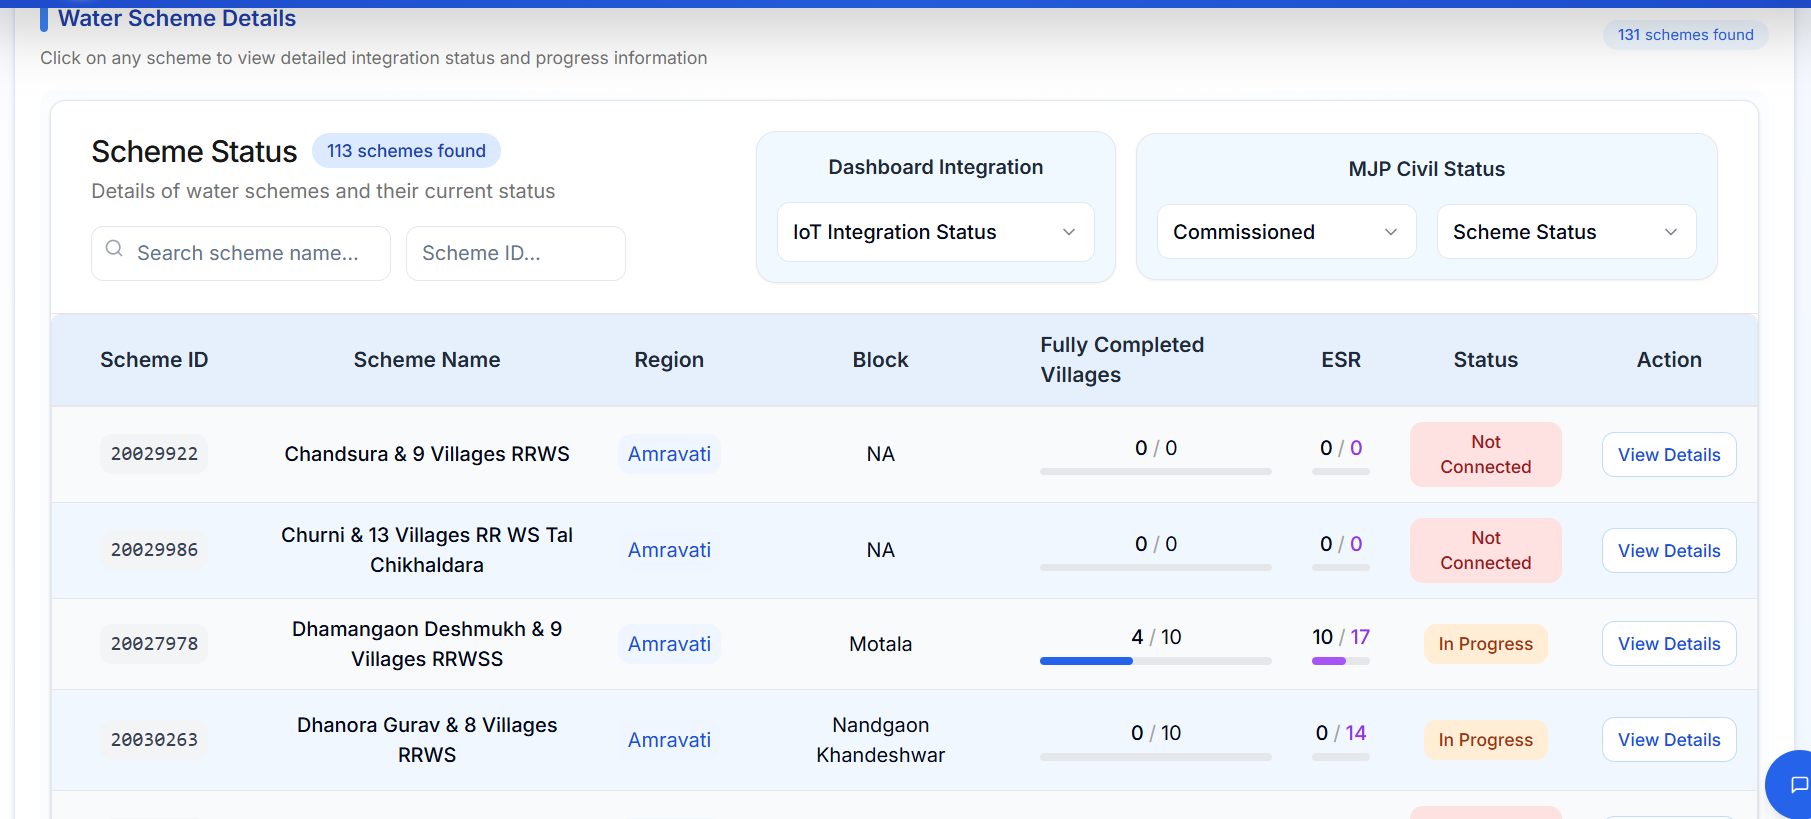 Water Scheme Details
131 schemes found
Click on any scheme to view detailed integration status and progress information
Scheme Status
113 schemes found
Details of water schemes and their current status
Search scheme name...
Scheme ID...
Dashboard Integration
IoT Integration Status
MJP Civil Status
Commissioned
Scheme Status
Scheme ID
Scheme Name
Region
Block
Fully Completed
Villages
ESR
Status
Action
20029922
Chandsura & 9 Villages RRWS
Amravati
NA
0 / 0
0 / 0
Not
Connected
View Details
20029986
Churni & 13 Villages RR WS Tal
Chikhaldara
Amravati
NA
0 / 0
0 / 0
Not
Connected
View Details
20027978
Dhamangaon Deshmukh & 9
Villages RRWSS
Amravati
Motala
4 / 10
10 / 17
In Progress
View Details
20030263
Dhanora Gurav & 8 Villages
RRWS
Amravati
Nandgaon
Khandeshwar
0 / 10
0 / 14
In Progress
View Details